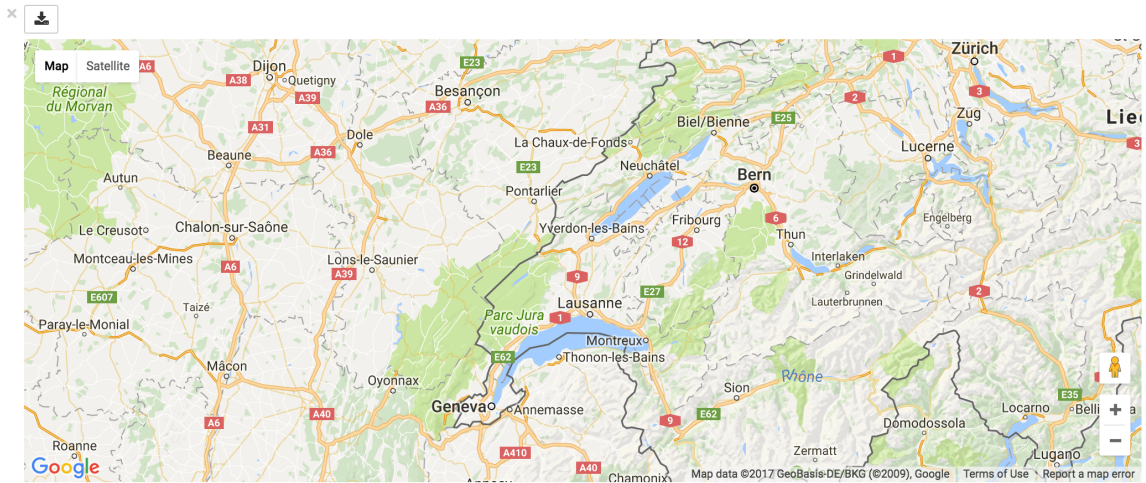 Map
Satellite
A6
Dijon
Quetigny
A38
A39
E23
Besançon
A36
Régional
du Morvan
A31
Dole
La Chaux-de-Fonds
Biel/Bienne
E25
1
2
Zürich
3
Zug
Lie
3
Lucerne
Beaune
A36
E23
Neuchâtel
Bern
Autun
Pontarlier
Le Creusot
Chalon-sur-Saône
Yverdon-les-Bains
Fribourg
6
Thun
12
Engelberg
Montceau-les-Mines
A6
Lons-le-Saunier
A39
9
Interlaken
Grindelwald
E607
Taizé
E27
Lauterbrunnen
2
Lausanne
Parc Jura
vaudois
1
Paray-le-Monial
Montreux
E62
Thonon-les-Bains
Mâcon
Oyonnax
Rhône
Sion
E35
Geneva
Annemasse
Locarno
Belli
A6
A40
9
E62
Domodossola
Roanne
A410
Zermatt
Lugano
A40
Chamonix
Google
Map data ©2017 GeoBasis-DE/BKG (©2009), Google
Terms of Use
Report a map error